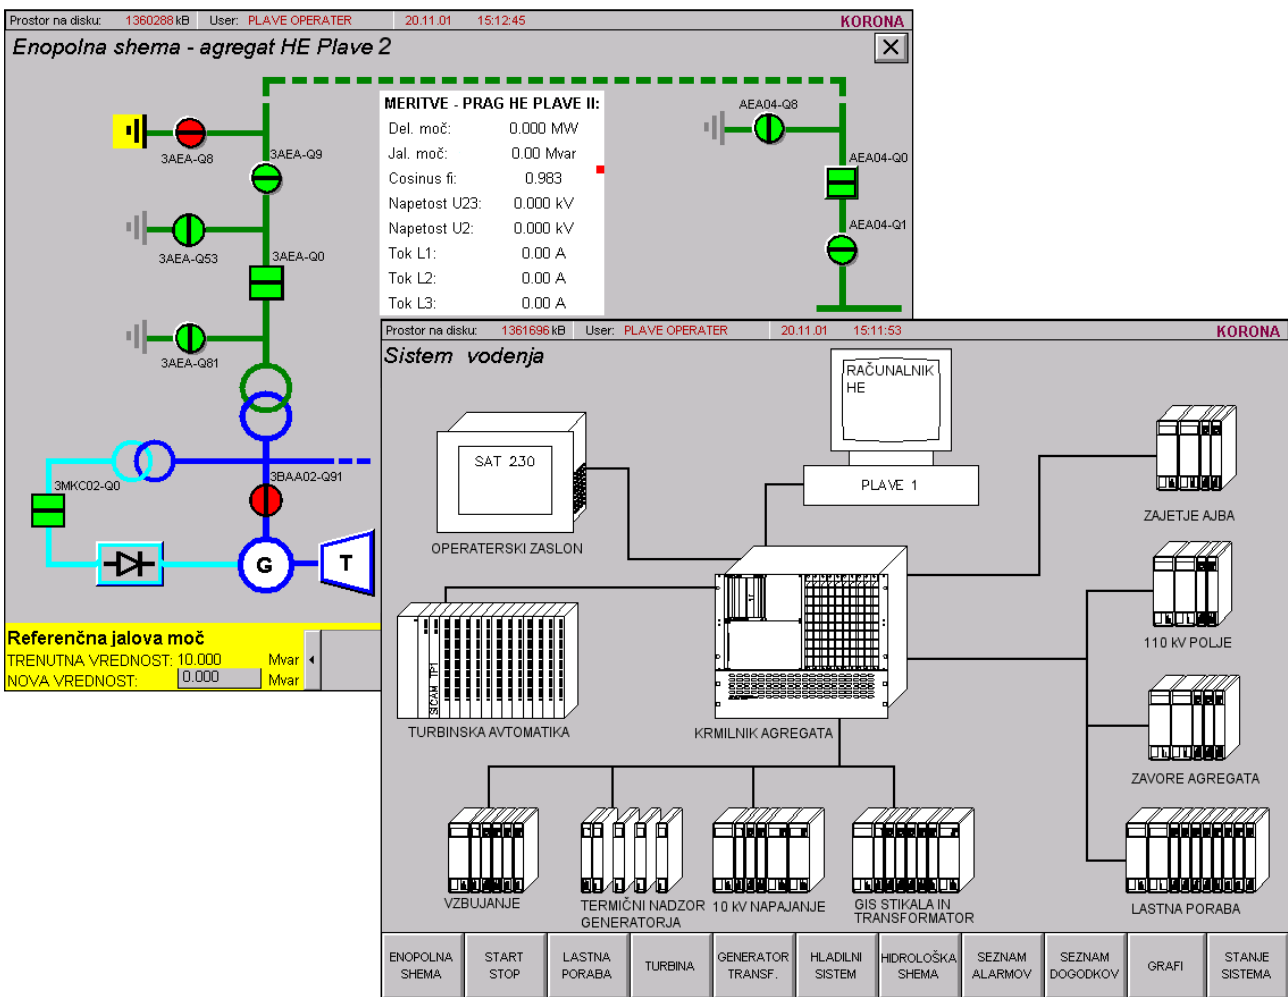 Prostor na disku: 1360288 kB User: PLAVE OPERATER 20.11.01 15:12:45 KORONA
Enopolna shema - agregat HE Plave 2
MERITVE - PRAG HE PLAVE II:
Del. moč: 0.000 MW
Jal. moč: 0.00 Mvar
Cosinus fi: 0.983
Napetost U23: 0.000 kV
Napetost U2: 0.000 kV
Tok L1: 0.00 A
Tok L2: 0.00 A
Tok L3: 0.00 A
AEA04-Q8
AEA04-Q0
AEA04-Q1
3AEA-Q8
3AEA-Q9
3AEA-Q53
3AEA-Q0
3AEA-Q81
3MKC02-Q0
3BAA02-Q91
G
T
Referenčna jalova moč
TRENUTNA VREDNOST: 10.000 Mvar
NOVA VREDNOST: 0.000 Mvar
Prostor na disku: 1361696 kB User: PLAVE OPERATER 20.11.01 15:11:53 KORONA
Sistem vodenja
RAČUNALNIK
HE
PLAVE 1
SAT 230
OPERATERSKI ZASLON
ZAJETJE AJBA
110 kV POLJE
SICAM TP1
TURBINSKA AVTOMATIKA
KRMILNIK AGREGATA
ZAVORE AGREGATA
VZBUJANJE
TERMIČNI NADZOR
GENERATORJA
10 kV NAPAJANJE
GIS STIKALA IN
TRANSFORMATOR
LASTNA PORABA
ENOPOLNA
SHEMA
START
STOP
LASTNA
PORABA
TURBINA
GENERATOR
TRANSF.
HLADILNI
SISTEM
HIDROLOŠKA
SHEMA
SEZNAM
ALARMOV
SEZNAM
DOGODKOV
GRAFI
STANJE
SISTEMA